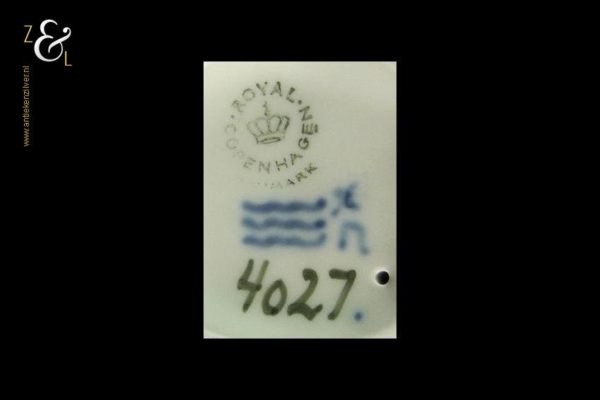 Z & L
www.antiekenzilver.nl
ROYAL
COPENHAGEN
4027.